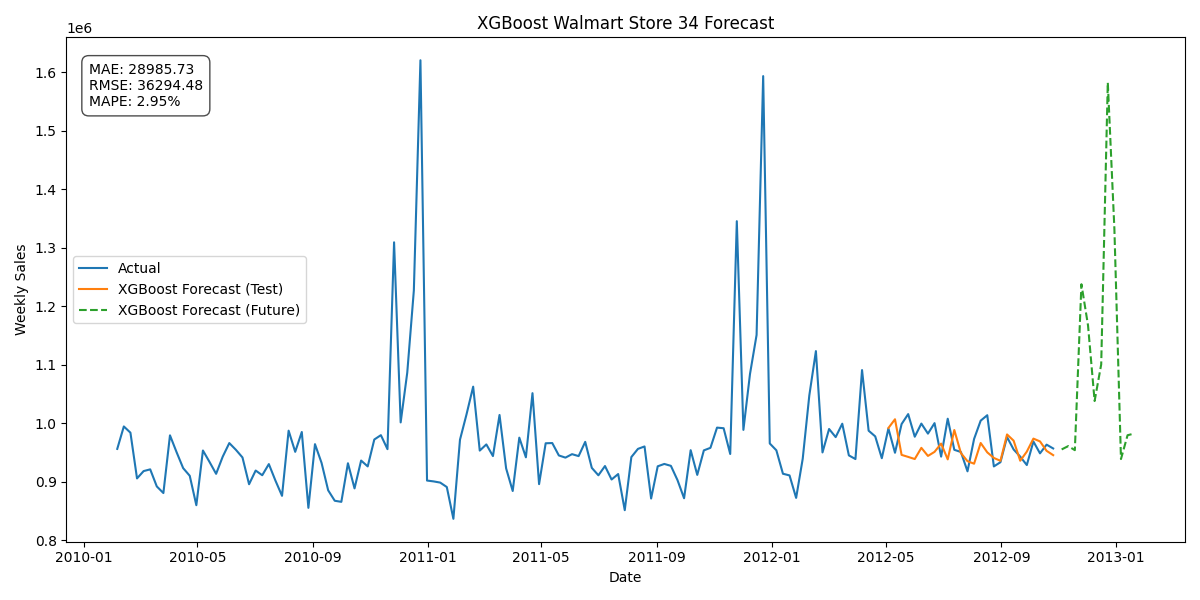 XGBoost Walmart Store 34 Forecast
1e6
MAE: 28985.73
RMSE: 36294.48
MAPE: 2.95%
1.6
1.5
1.4
1.3
1.2
1.1
1.0
0.9
0.8
Weekly Sales
Actual
XGBoost Forecast (Test)
XGBoost Forecast (Future)
2010-01 2010-05 2010-09 2011-01 2011-05 2011-09 2012-01 2012-05 2012-09 2013-01
Date